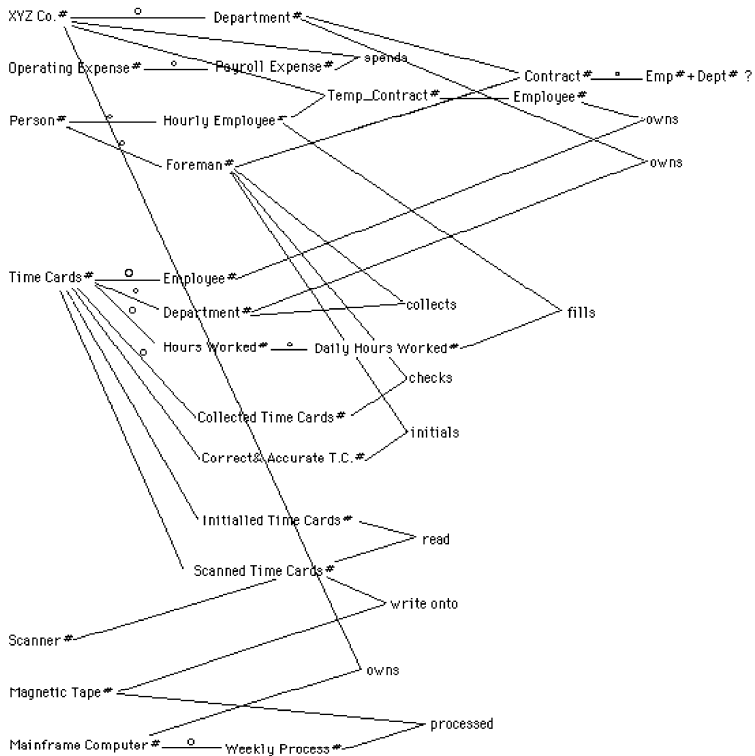 XYZ Co.# Department#
spends
Operating Expense# Payroll Expense#
Contract# Emp#+Dept# ?
Temp_Contract# Employee#
Person# Hourly Employee# owns
Foreman# owns
Time Cards# Employee#
collects
Department# fills
Hours Worked# Daily Hours Worked#
checks
Collected Time Cards#
initials
Correct& Accurate T.C.#
Initialled Time Cards#
read
Scanned Time Cards#
write onto
Scanner#
owns
Magnetic Tape#
processed
Mainframe Computer# Weekly Process#